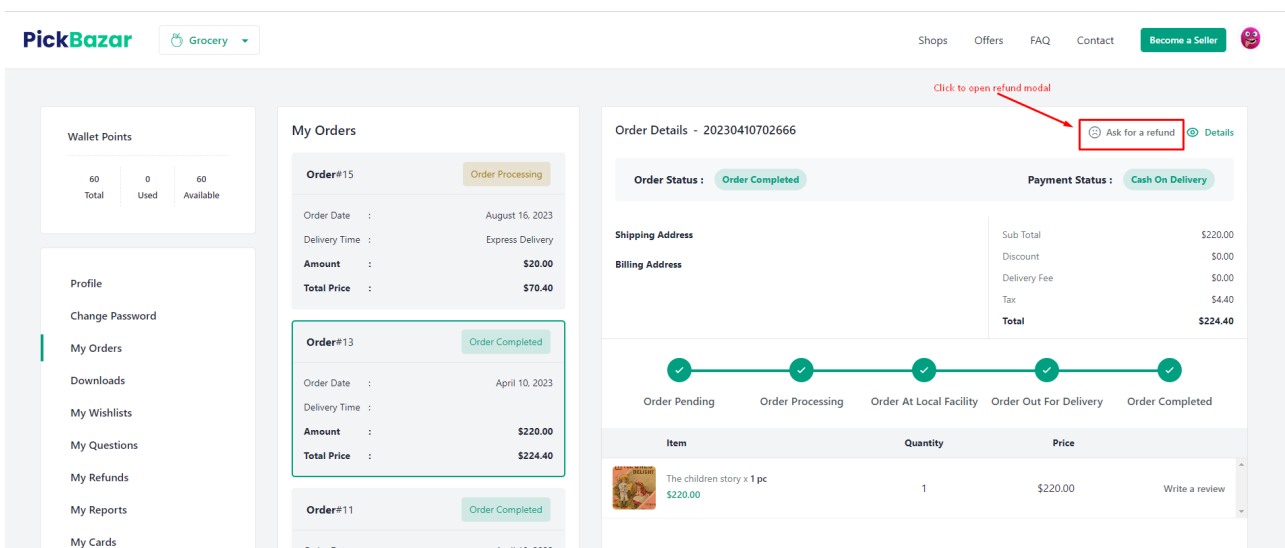 PickBazar
Grocery
Shops Offers FAQ Contact Become a Seller
Click to open refund modal
Wallet Points
60 0 60
Total Used Available
Profile
Change Password
My Orders
Downloads
My Wishlists
My Questions
My Refunds
My Reports
My Cards
My Orders
Order#15 Order Processing
Order Date : August 16, 2023
Delivery Time : Express Delivery
Amount : $20.00
Total Price : $70.40
Order#13 Order Completed
Order Date : April 10, 2023
Delivery Time :
Amount : $220.00
Total Price : $224.40
Order#11 Order Completed
Order Details - 20230410702666
Ask for a refund Details
Order Status : Order Completed Payment Status : Cash On Delivery
Shipping Address
Billing Address
Sub Total $220.00
Discount $0.00
Delivery Fee $0.00
Tax $4.40
Total $224.40
Order Pending Order Processing Order At Local Facility Order Out For Delivery Order Completed
Item Quantity Price
The children story x 1 pc
$220.00
1 $220.00 Write a review